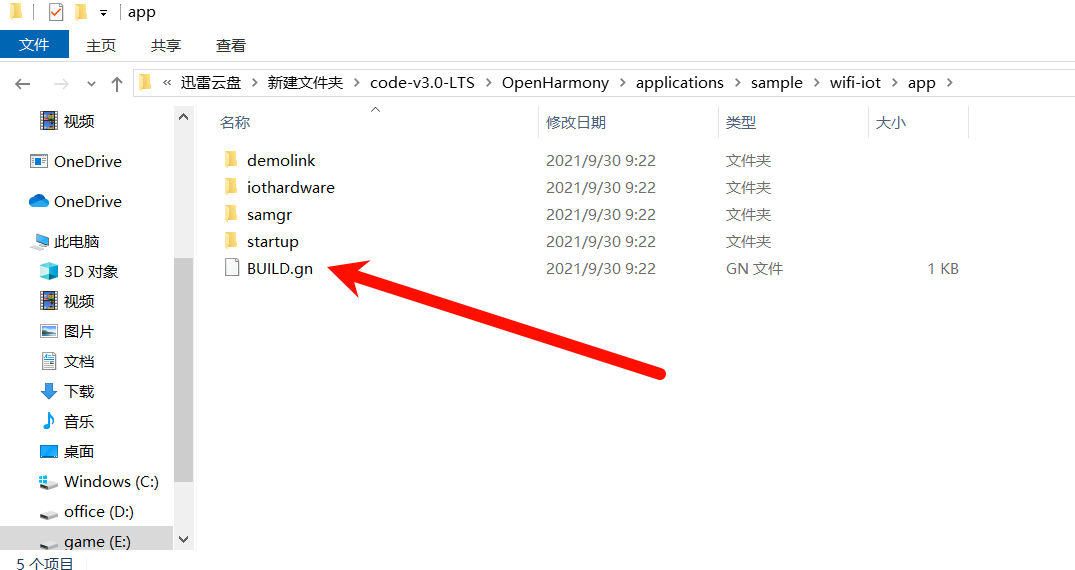 app
文件 主页 共享 查看
« 迅雷云盘 > 新建文件夹 > code-v3.0-LTS > OpenHarmony > applications > sample > wifi-iot > app >
视频
OneDrive
OneDrive
此电脑
3D 对象
视频
图片
文档
下载
音乐
桌面
Windows (C:)
office (D:)
game (E:)
名称 修改日期 类型 大小
demolink 2021/9/30 9:22 文件夹
iothardware 2021/9/30 9:22 文件夹
samgr 2021/9/30 9:22 文件夹
startup 2021/9/30 9:22 文件夹
BUILD.gn 2021/9/30 9:22 GN 文件 1 KB
5 个项目